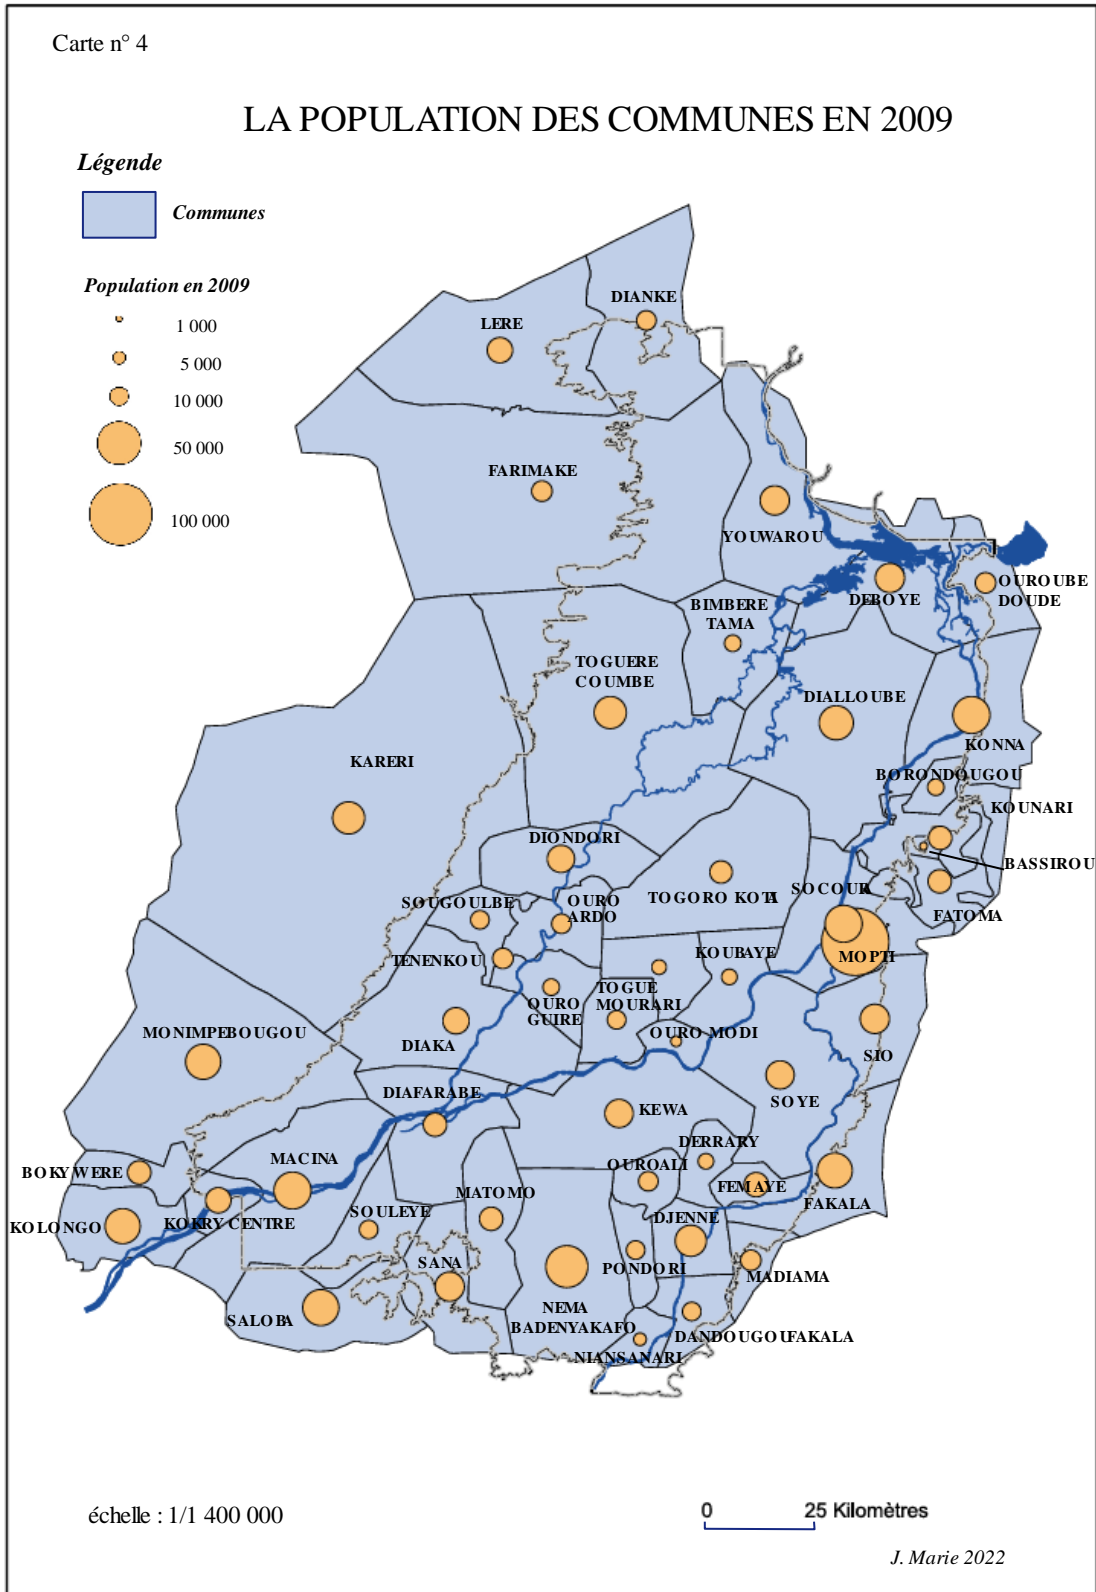 Carte n° 4
LA POPULATION DES COMMUNES EN 2009
Légende
Communes
Population en 2009
1 000
5 000
10 000
50 000
100 000
DIANKE
LERE
FARIMAKE
YOUWAROU
OUROUBE
DOUDE
DEBOYE
BIMBERE
TAMA
TOGUERE
COUMBE
DIALLOUBE
KONNA
KARERI
BORONDOUGOU
KOUNARI
BASSIROU
DIONDORI
SOCOURA
TOGORO KOTIA
FATOMA
SOUGOULBE
OURO
ARDO
MOPTI
TENENKOU
KOUBAYE
OURO
GUIRE
TOGUE
MOURARI
MONIMPEBOUGOU
DIAKA
OURO MODI
SIO
SOYE
DIAFARABE
KEWA
DERRARY
BOKYWERE
MACINA
OUROALI
FEMAYE
FAKALA
MATOMO
KOLONGO
KOKRY CENTRE
SOULEYE
DJENNE
SANA
PONDORI
MADIAMA
SALOBA
NEMA
BADENYAKAFO
DANDOUGOUFAKALA
NIANSANARI
échelle : 1/1 400 000
0 25 Kilomètres
J. Marie 2022